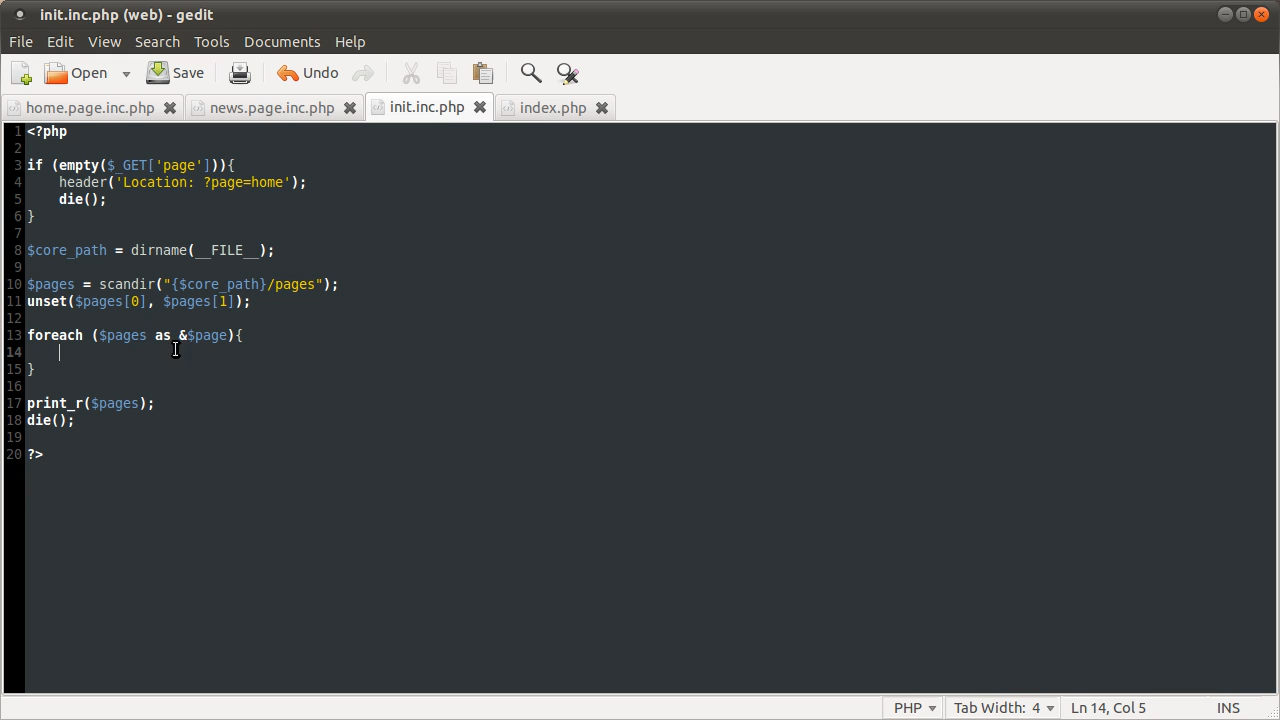 init.inc.php (web) - gedit
File Edit View Search Tools Documents Help
Open Save Undo
home.page.inc.php news.page.inc.php init.inc.php index.php
1 <?php
2
3 if (empty($_GET['page'])){
4     header('Location: ?page=home');
5     die();
6 }
7
8 $core_path = dirname(__FILE__);
9
10 $pages = scandir("{$core_path}/pages");
11 unset($pages[0], $pages[1]);
12
13 foreach ($pages as &$page){
14
15 }
16
17 print_r($pages);
18 die();
19
20 ?>
PHP Tab Width: 4 Ln 14, Col 5 INS